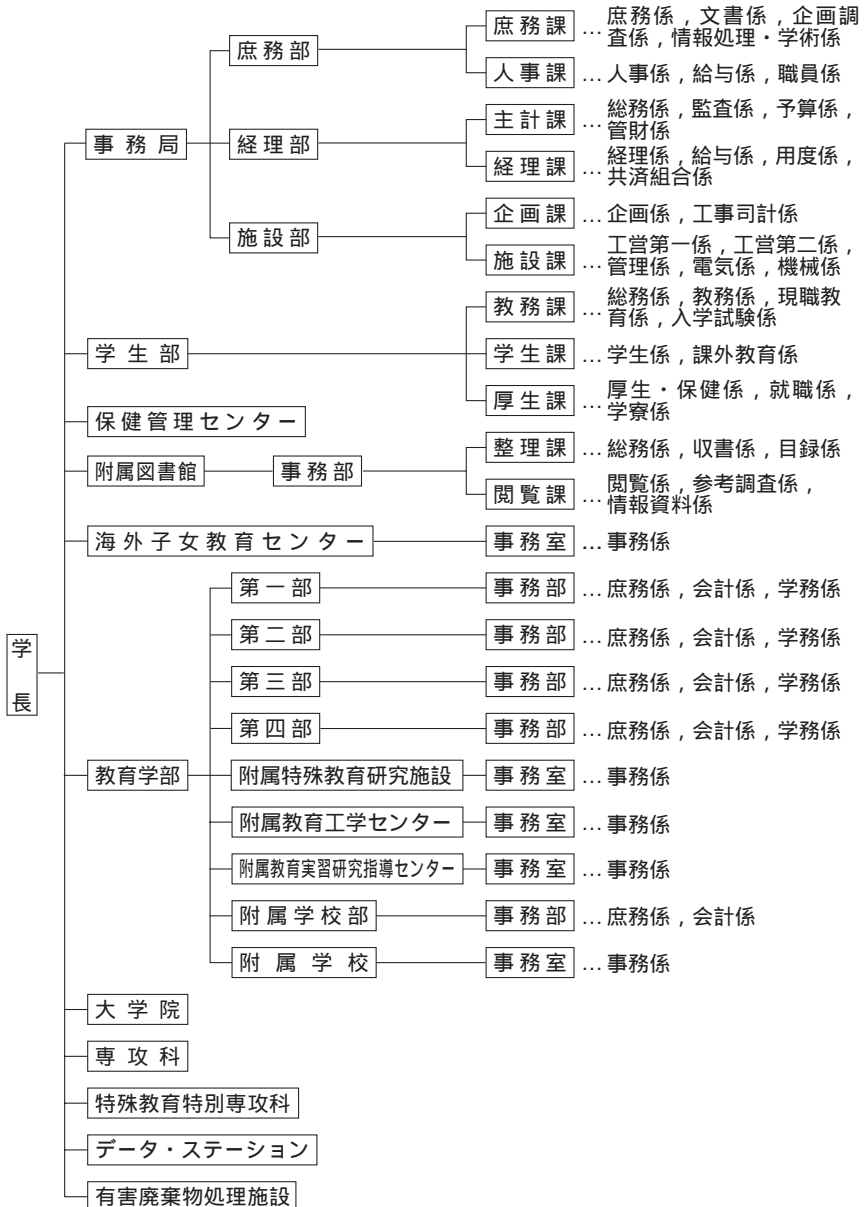 庶務課 … 庶務係，文書係，企画調
査係，情報処理・学術係
庶務部
人事課 … 人事係，給与係，職員係
主計課 … 総務係，監査係，予算係，
管財係
事務局 経理部
経理課 … 経理係，給与係，用度係，
共済組合係
企画課 … 企画係，工事司計係
施設部
施設課 … 工営第一係，工営第二係，
管理係，電気係，機械係
教務課 … 総務係，教務係，現職教
育係，入学試験係
学生部 学生課 … 学生係，課外教育係
厚生課 … 厚生・保健係，就職係，
学寮係
保健管理センター
整理課 … 総務係，収書係，目録係
附属図書館 事務部
閲覧課 … 閲覧係，参考調査係，
情報資料係
海外子女教育センター 事務室 … 事務係
第一部 事務部 … 庶務係，会計係，学務係
第二部 事務部 … 庶務係，会計係，学務係
学長
第三部 事務部 … 庶務係，会計係，学務係
第四部 事務部 … 庶務係，会計係，学務係
教育学部 附属特殊教育研究施設 事務室 … 事務係
附属教育工学センター 事務室 … 事務係
附属教育実習研究指導センター 事務室 … 事務係
附属学校部 事務部 … 庶務係，会計係
附属学校 事務室 … 事務係
大学院
専攻科
特殊教育特別専攻科
データ・ステーション
有害廃棄物処理施設